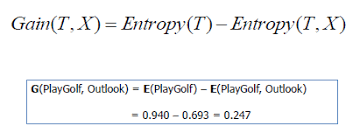 Gain(T, X) = Entropy(T) – Entropy(T, X)
G(PlayGolf, Outlook) = E(PlayGolf) – E(PlayGolf, Outlook)
= 0.940 – 0.693 = 0.247